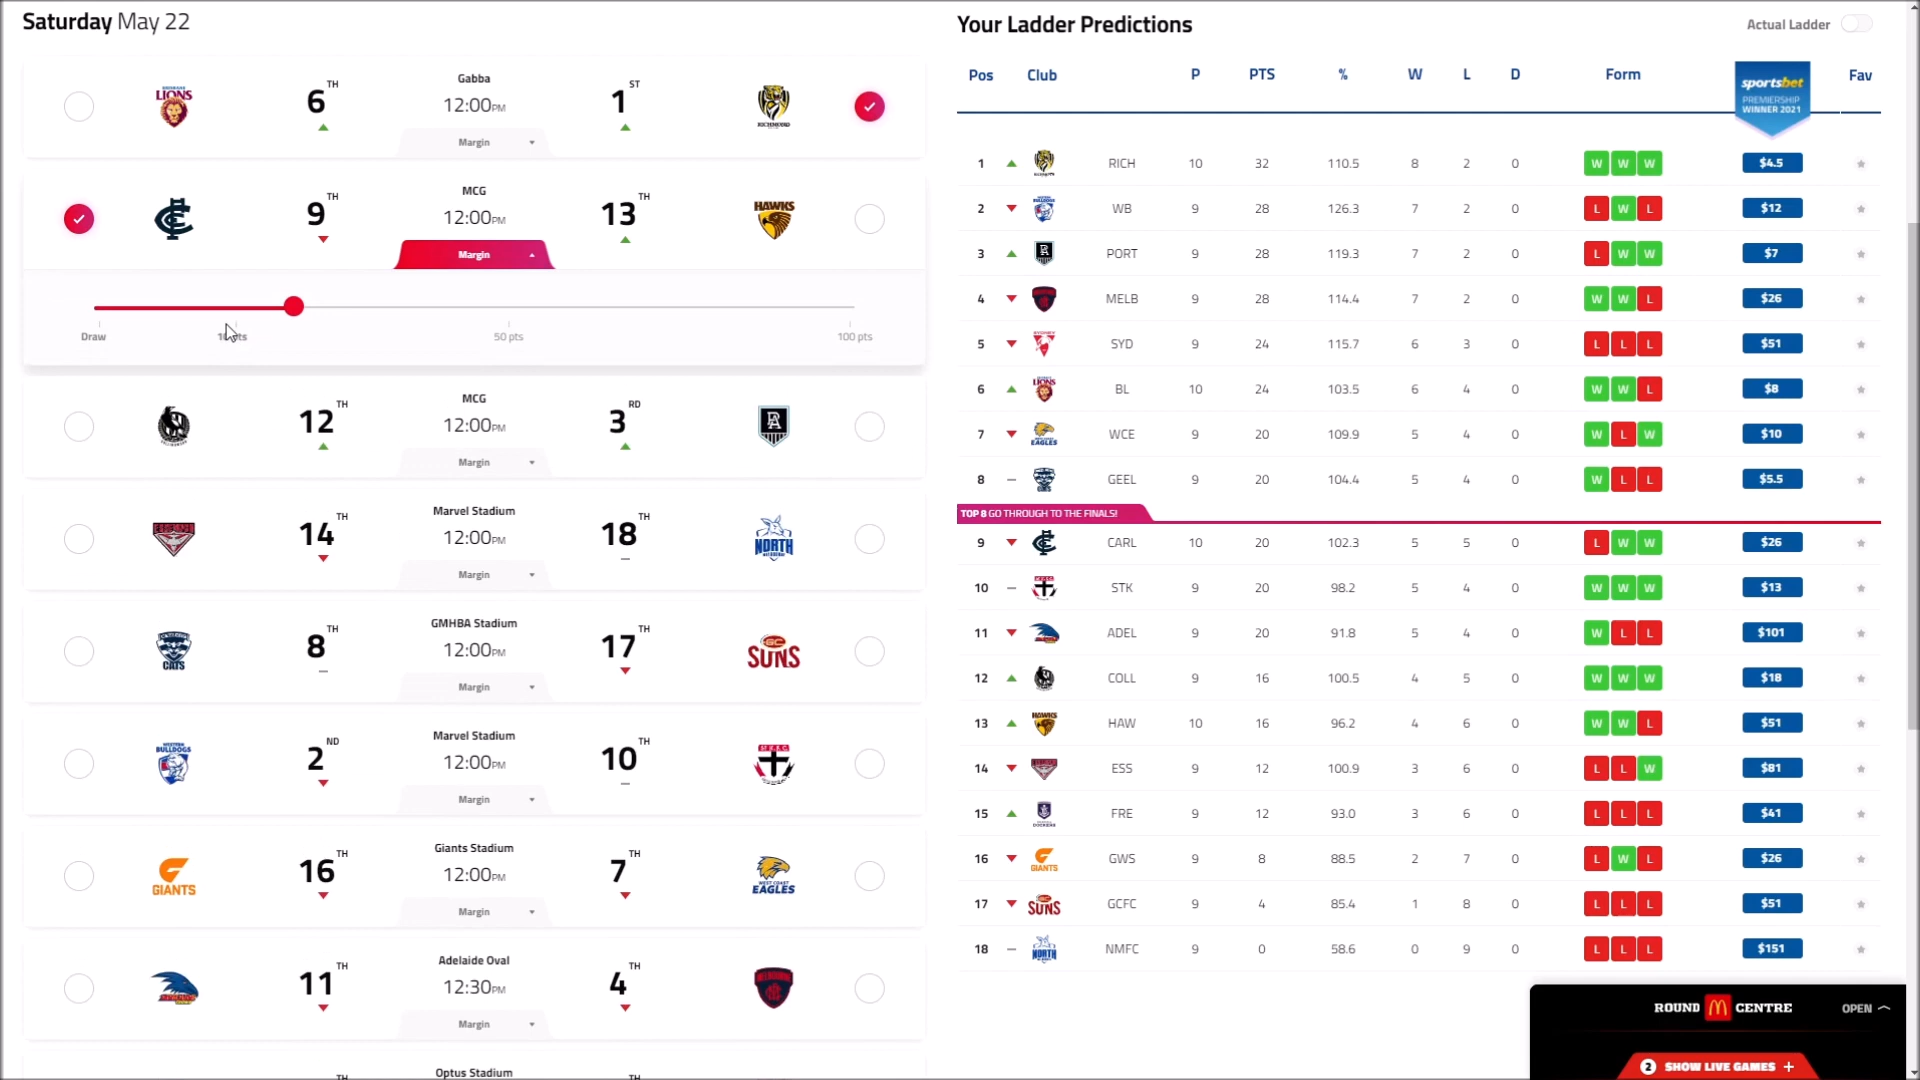 Saturday May 22
LIONS
6TH
Gabba
12:00PM
Margin
1ST
RICHMOND
9TH
MCG
12:00PM
Margin
13TH
HAWKS
Draw
50 pts
100 pts
12TH
MCG
12:00PM
Margin
3RD
PA
14TH
Marvel Stadium
12:00PM
Margin
18TH
NORTH
CATS
8TH
GMHBA Stadium
12:00PM
Margin
17TH
GC
SUNS
WESTERN
BULLDOGS
2ND
Marvel Stadium
12:00PM
Margin
10TH
GIANTS
16TH
Giants Stadium
12:00PM
Margin
7TH
WEST COAST
EAGLES
11TH
Adelaide Oval
12:30PM
Margin
4TH
TH
Optus Stadium
TH
Your Ladder Predictions
Actual Ladder
Pos Club P PTS % W L D Form Fav
sportsbet
PREMIERSHIP
WINNER 2021
1 RICH 10 32 110.5 8 2 0 W W W $4.5
2 WB 9 28 126.3 7 2 0 L W L $12
3 PORT 9 28 119.3 7 2 0 L W W $7
4 MELB 9 28 114.4 7 2 0 W W L $26
5 SYD 9 24 115.7 6 3 0 L L L $51
6 BL 10 24 103.5 6 4 0 W W L $8
7 WCE 9 20 109.9 5 4 0 W L W $10
8 GEEL 9 20 104.4 5 4 0 W L L $5.5
TOP 8 GO THROUGH TO THE FINALS!
9 CARL 10 20 102.3 5 5 0 L W W $26
10 STK 9 20 98.2 5 4 0 W W W $13
11 ADEL 9 20 91.8 5 4 0 W L L $101
12 COLL 9 16 100.5 4 5 0 W W W $18
13 HAW 10 16 96.2 4 6 0 W W L $51
14 ESS 9 12 100.9 3 6 0 L L W $81
15 FRE 9 12 93.0 3 6 0 L L L $41
16 GWS 9 8 88.5 2 7 0 L W L $26
17 GCFC 9 4 85.4 1 8 0 L L L $51
18 NMFC 9 0 58.6 0 9 0 L L L $151
ROUND M CENTRE
OPEN
2 SHOW LIVE GAMES +